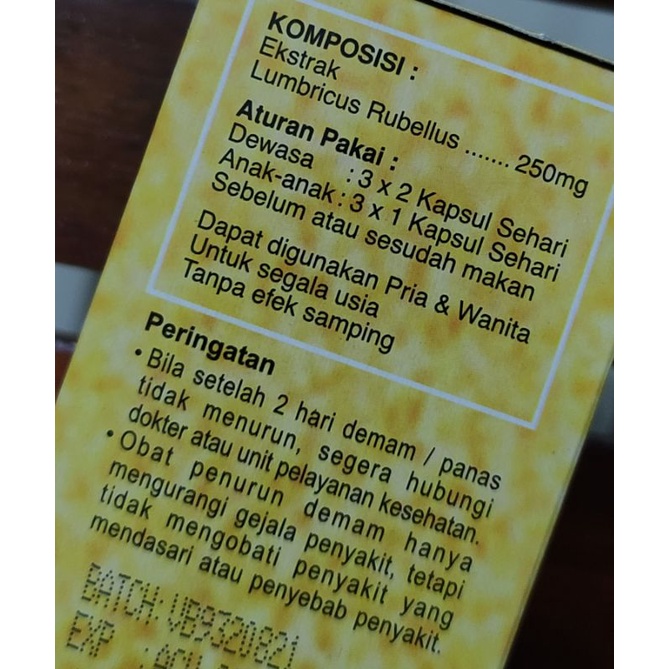 KOMPOSISI :
Ekstrak
Lumbricus Rubellus ....... 250mg
Aturan Pakai :
Dewasa : 3 x 2 Kapsul Sehari
Anak-anak : 3 x 1 Kapsul Sehari
Sebelum atau sesudah makan
Dapat digunakan Pria & Wanita
Untuk segala usia
Tanpa efek samping
Peringatan
• Bila setelah 2 hari demam / panas
tidak menurun, segera hubungi
dokter atau unit pelayanan kesehatan.
• Obat penurun demam hanya
mengurangi gejala penyakit, tetapi
tidak mengobati penyakit yang
mendasari atau penyebab penyakit.
BATCH: VB9320821
EXP :